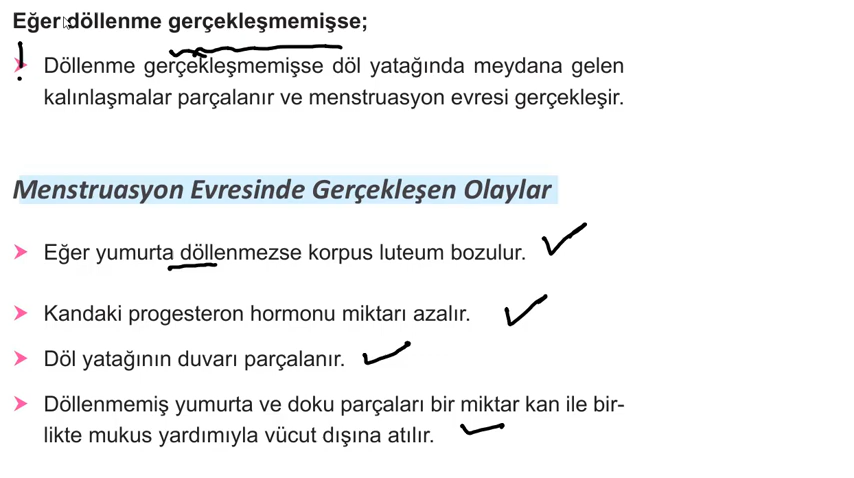 Eğer döllenme gerçekleşmemişse;
Döllenme gerçekleşmemişse döl yatağında meydana gelen
kalınlaşmalar parçalanır ve menstruasyon evresi gerçekleşir.
Menstruasyon Evresinde Gerçekleşen Olaylar
Eğer yumurta döllenmezse korpus luteum bozulur.
Kandaki progesteron hormonu miktarı azalır.
Döl yatağının duvarı parçalanır.
Döllenmemiş yumurta ve doku parçaları bir miktar kan ile bir-
likte mukus yardımıyla vücut dışına atılır.